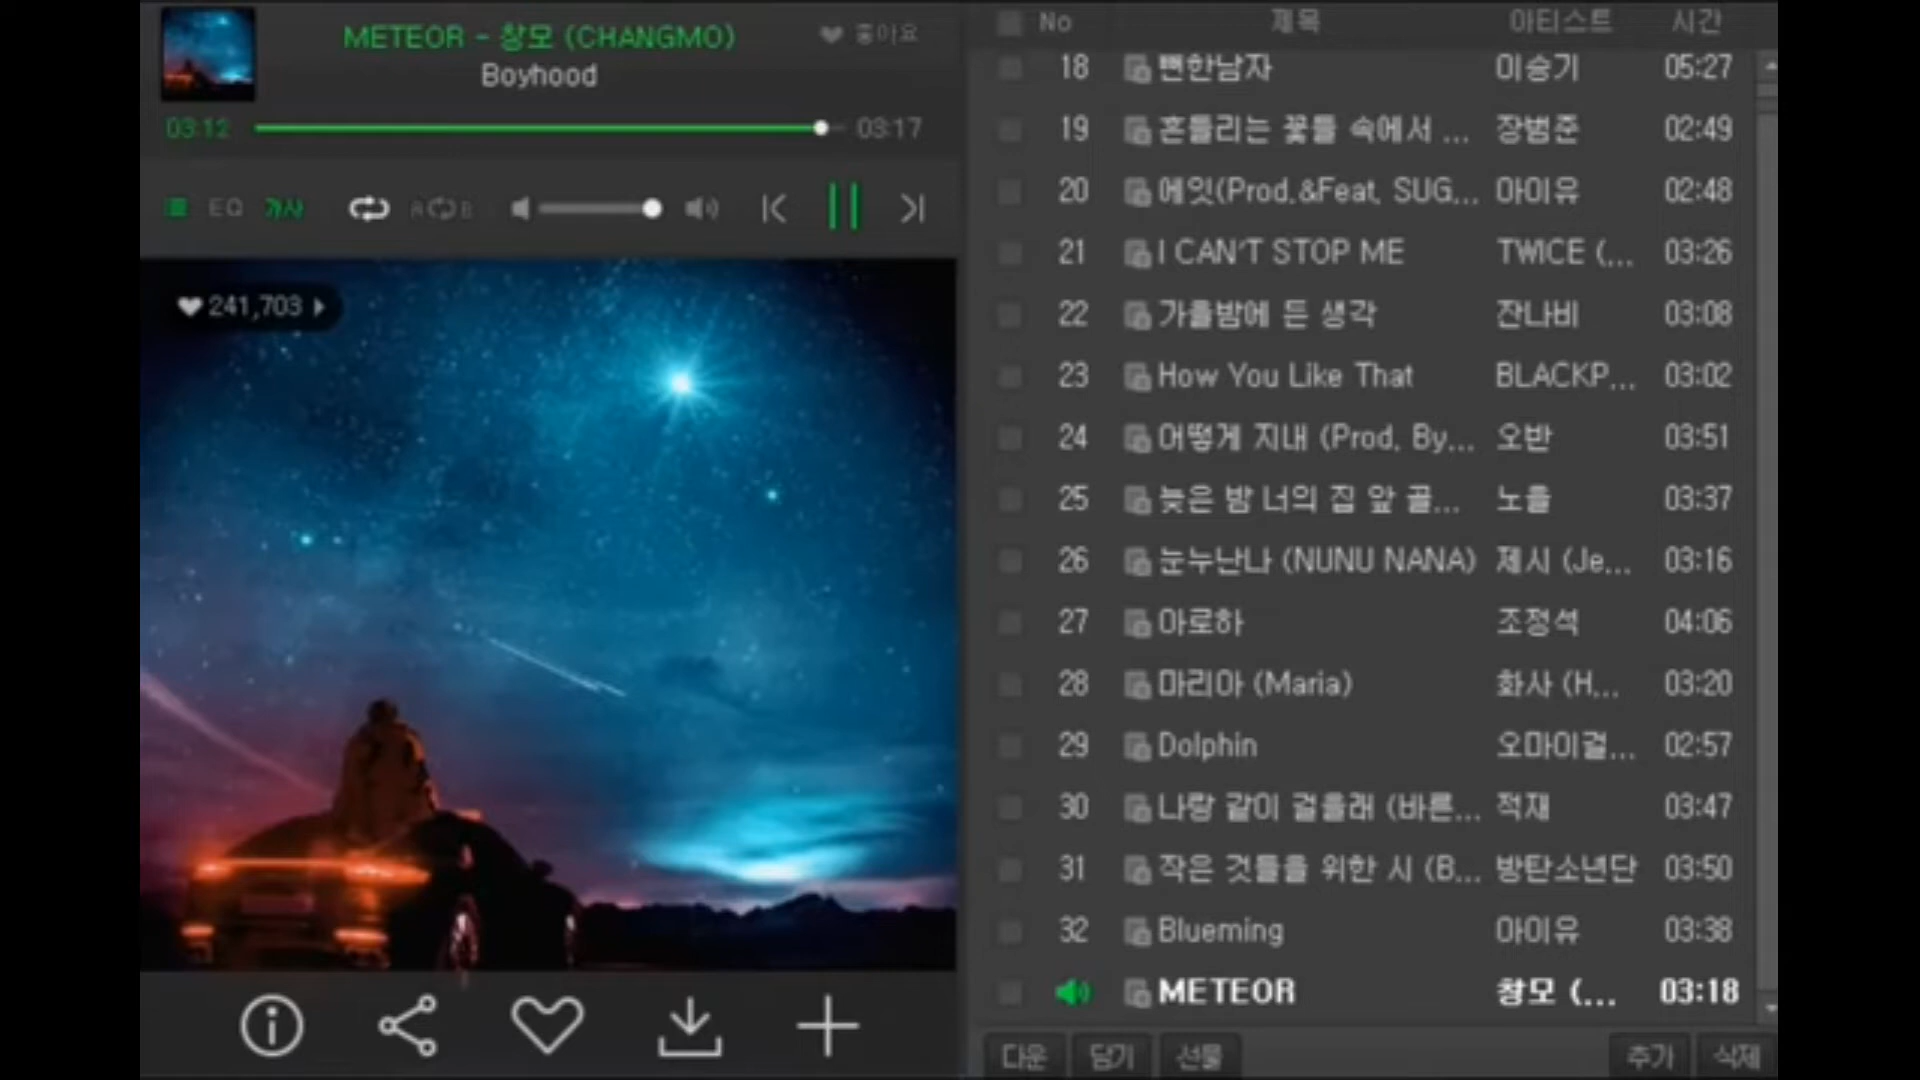 METEOR - 창모 (CHANGMO)
♥ 좋아요
Boyhood
03:12
03:17
EQ 가사
A B
♥ 241,703
No 제목 아티스트 시간
18 뻔한남자 이승기 05:27
19 흔들리는 꽃들 속에서 ... 장범준 02:49
20 에잇(Prod.&Feat. SUG... 아이유 02:48
21 I CAN'T STOP ME TWICE (... 03:26
22 가을밤에 든 생각 잔나비 03:08
23 How You Like That BLACKP... 03:02
24 어떻게 지내 (Prod. By... 오반 03:51
25 늦은 밤 너의 집 앞 골... 노을 03:37
26 눈누난나 (NUNU NANA) 제시 (Je... 03:16
27 아로하 조정석 04:06
28 마리아 (Maria) 화사 (H... 03:20
29 Dolphin 오마이걸... 02:57
30 나랑 같이 걸을래 (바른... 적재 03:47
31 작은 것들을 위한 시 (B... 방탄소년단 03:50
32 Blueming 아이유 03:38
METEOR 창모 (... 03:18
다운 담기 선물 추가 삭제